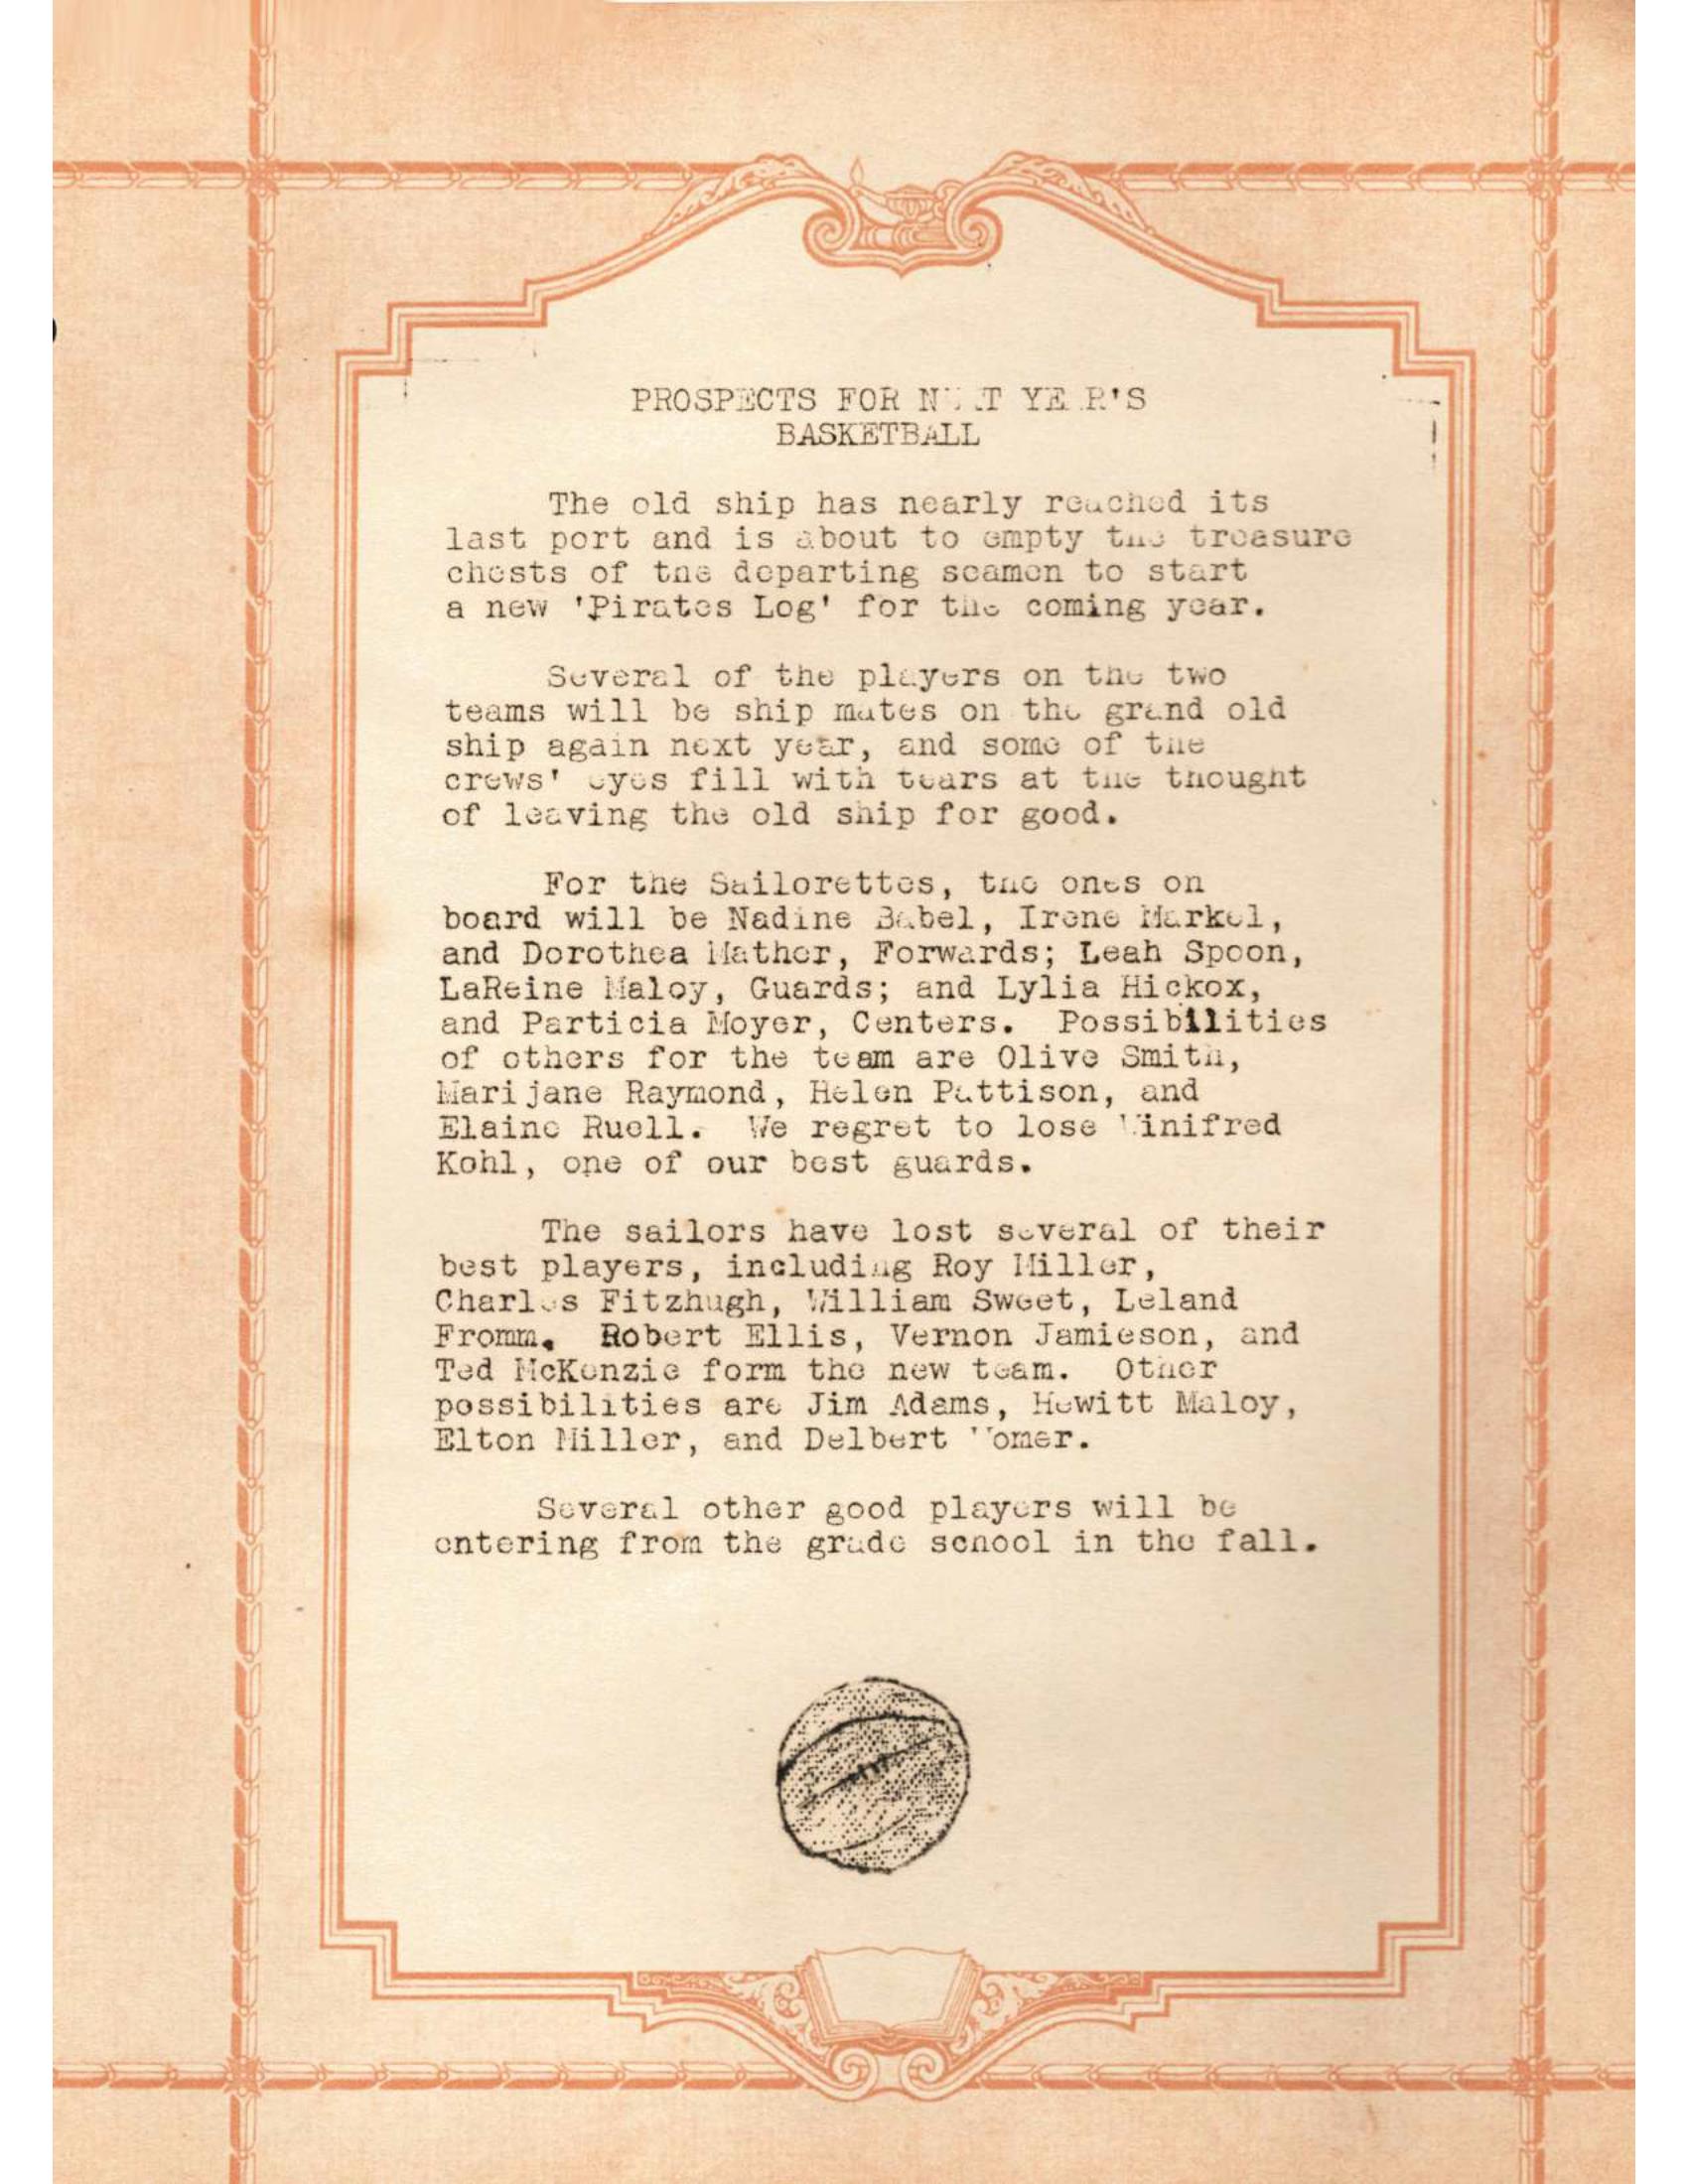 PROSPECTS FOR NEXT YEAR'S
BASKETBALL
The old ship has nearly reached its
last port and is about to empty the treasure
chests of the departing seamen to start
a new 'Pirates Log' for the coming year.
Several of the players on the two
teams will be ship mates on the grand old
ship again next year, and some of the
crews' eyes fill with tears at the thought
of leaving the old ship for good.
For the Sailorettes, the ones on
board will be Nadine Babel, Irene Markel,
and Dorothea Mather, Forwards; Leah Spoon,
LaReine Maloy, Guards; and Lylia Hickox,
and Particia Moyer, Centers. Possibilities
of others for the team are Olive Smith,
Marijane Raymond, Helen Pattison, and
Elaine Ruell. We regret to lose Winifred
Kohl, one of our best guards.
The sailors have lost several of their
best players, including Roy Miller,
Charles Fitzhugh, William Sweet, Leland
Fromm. Robert Ellis, Vernon Jamieson, and
Ted McKenzie form the new team. Other
possibilities are Jim Adams, Hewitt Maloy,
Elton Miller, and Delbert
Several other good players will be
entering from the grade school in the fall.